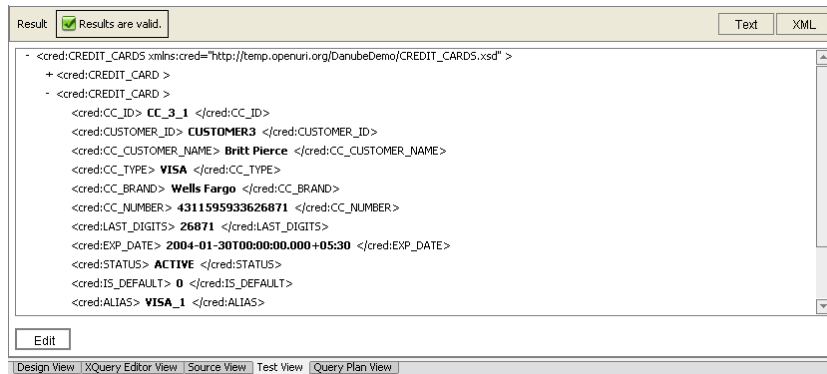 Result Results are valid. Text XML
- <cred:CREDIT_CARDS xmlns:cred="http://temp.openuri.org/DanubeDemo/CREDIT_CARDS.xsd" >
+ <cred:CREDIT_CARD >
- <cred:CREDIT_CARD >
<cred:CC_ID> CC_3_1 </cred:CC_ID>
<cred:CUSTOMER_ID> CUSTOMER3 </cred:CUSTOMER_ID>
<cred:CC_CUSTOMER_NAME> Britt Pierce </cred:CC_CUSTOMER_NAME>
<cred:CC_TYPE> VISA </cred:CC_TYPE>
<cred:CC_BRAND> Wells Fargo </cred:CC_BRAND>
<cred:CC_NUMBER> 4311595933626871 </cred:CC_NUMBER>
<cred:LAST_DIGITS> 26871 </cred:LAST_DIGITS>
<cred:EXP_DATE> 2004-01-30T00:00:00.000+05:30 </cred:EXP_DATE>
<cred:STATUS> ACTIVE </cred:STATUS>
<cred:IS_DEFAULT> 0 </cred:IS_DEFAULT>
<cred:ALIAS> VISA_1 </cred:ALIAS>
Edit
Design View XQuery Editor View Source View Test View Query Plan View